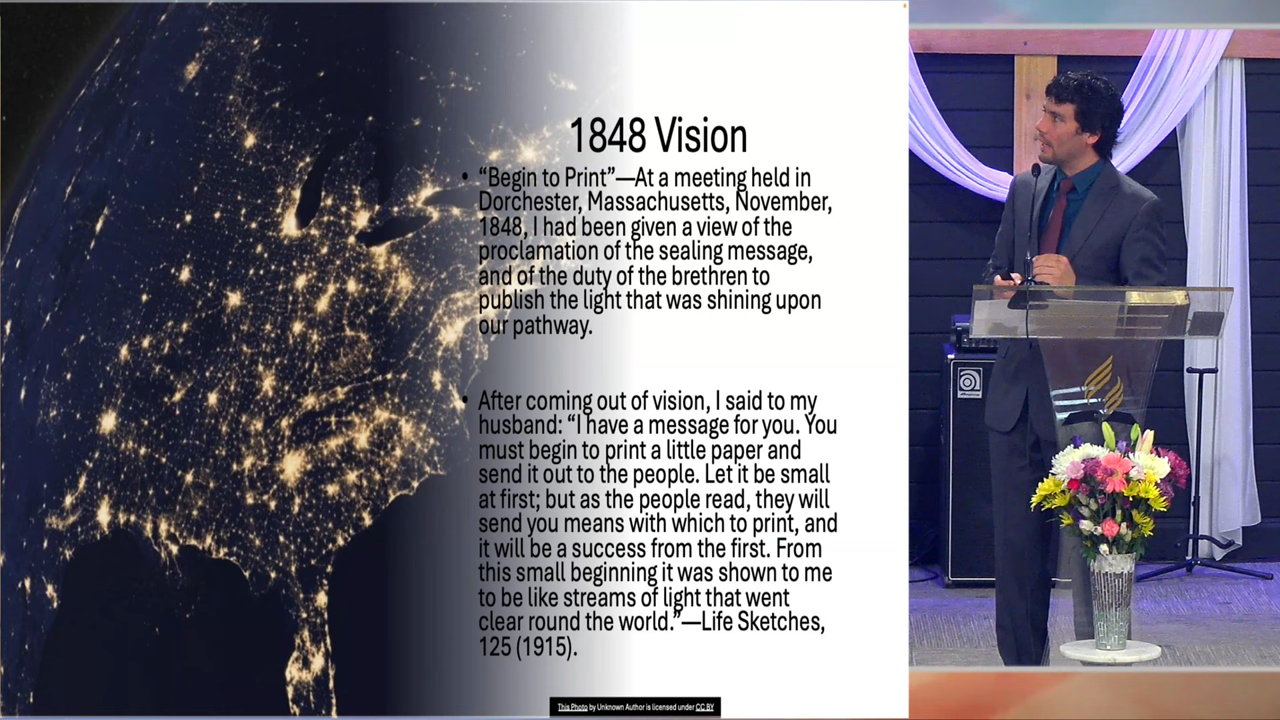 1848 Vision
• “Begin to Print”—At a meeting held in
Dorchester, Massachusetts, November,
1848, I had been given a view of the
proclamation of the sealing message,
and of the duty of the brethren to
publish the light that was shining upon
our pathway.
• After coming out of vision, I said to my
husband: “I have a message for you. You
must begin to print a little paper and
send it out to the people. Let it be small
at first; but as the people read, they will
send you means with which to print, and
it will be a success from the first. From
this small beginning it was shown to me
to be like streams of light that went
clear round the world.”—Life Sketches,
125 (1915).
This Photo by Unknown Author is licensed under CC BY